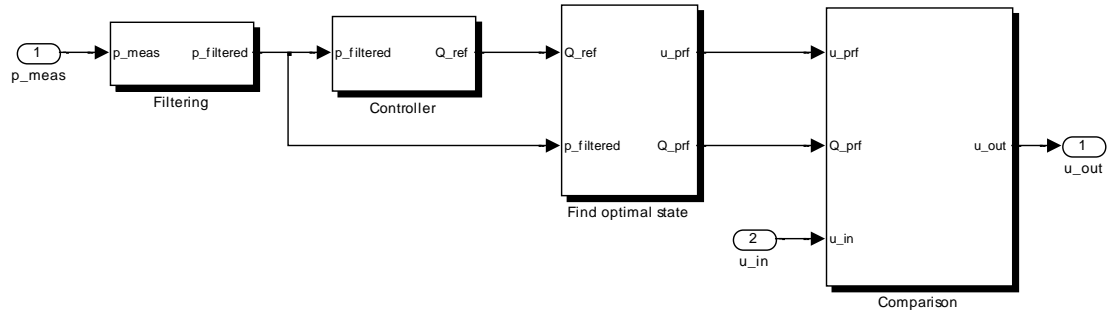 1
p_meas
p_meas p_filtered
Filtering
p_filtered Q_ref
Controller
Q_ref u_prf
p_filtered Q_prf
Find optimal state
2
u_in
u_prf
Q_prf u_out
u_in
Comparison
1
u_out